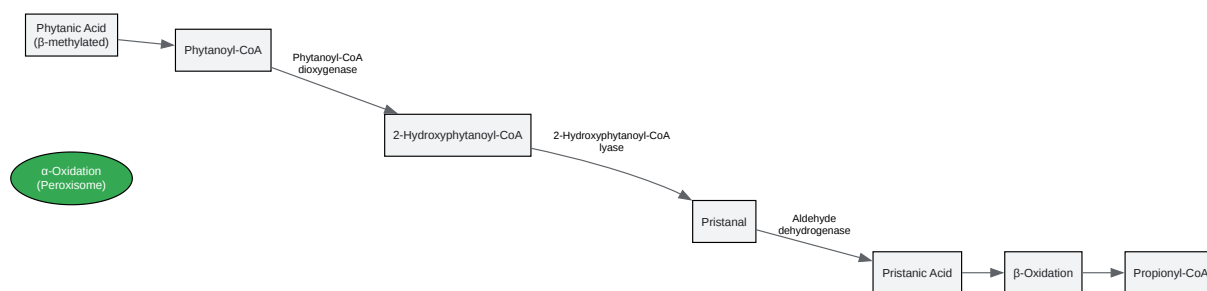 Phytanic Acid
(β-methylated)
Phytanoyl-CoA
Phytanoyl-CoA
dioxygenase
2-Hydroxyphytanoyl-CoA
2-Hydroxyphytanoyl-CoA
lyase
α-Oxidation
(Peroxisome)
Pristanal
Aldehyde
dehydrogenase
Pristanic Acid
β-Oxidation
Propionyl-CoA